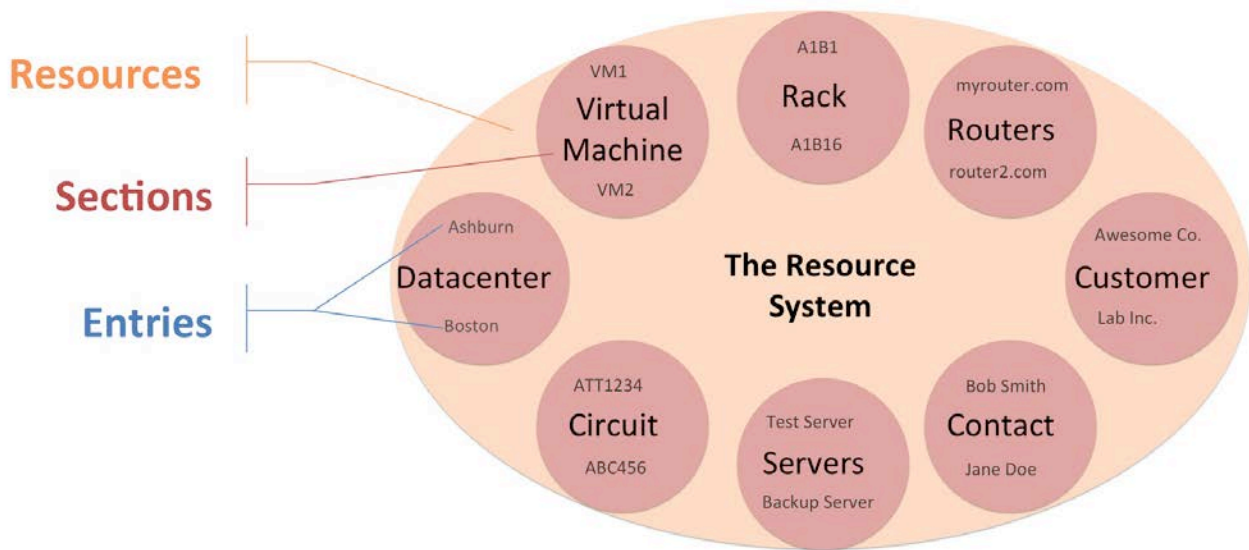 Resources
Sections
Entries
VM1
Virtual
Machine
VM2
A1B1
Rack
A1B16
myrouter.com
Routers
router2.com
Ashburn
Datacenter
Boston
The Resource
System
Awesome Co.
Customer
Lab Inc.
ATT1234
Circuit
ABC456
Test Server
Servers
Backup Server
Bob Smith
Contact
Jane Doe